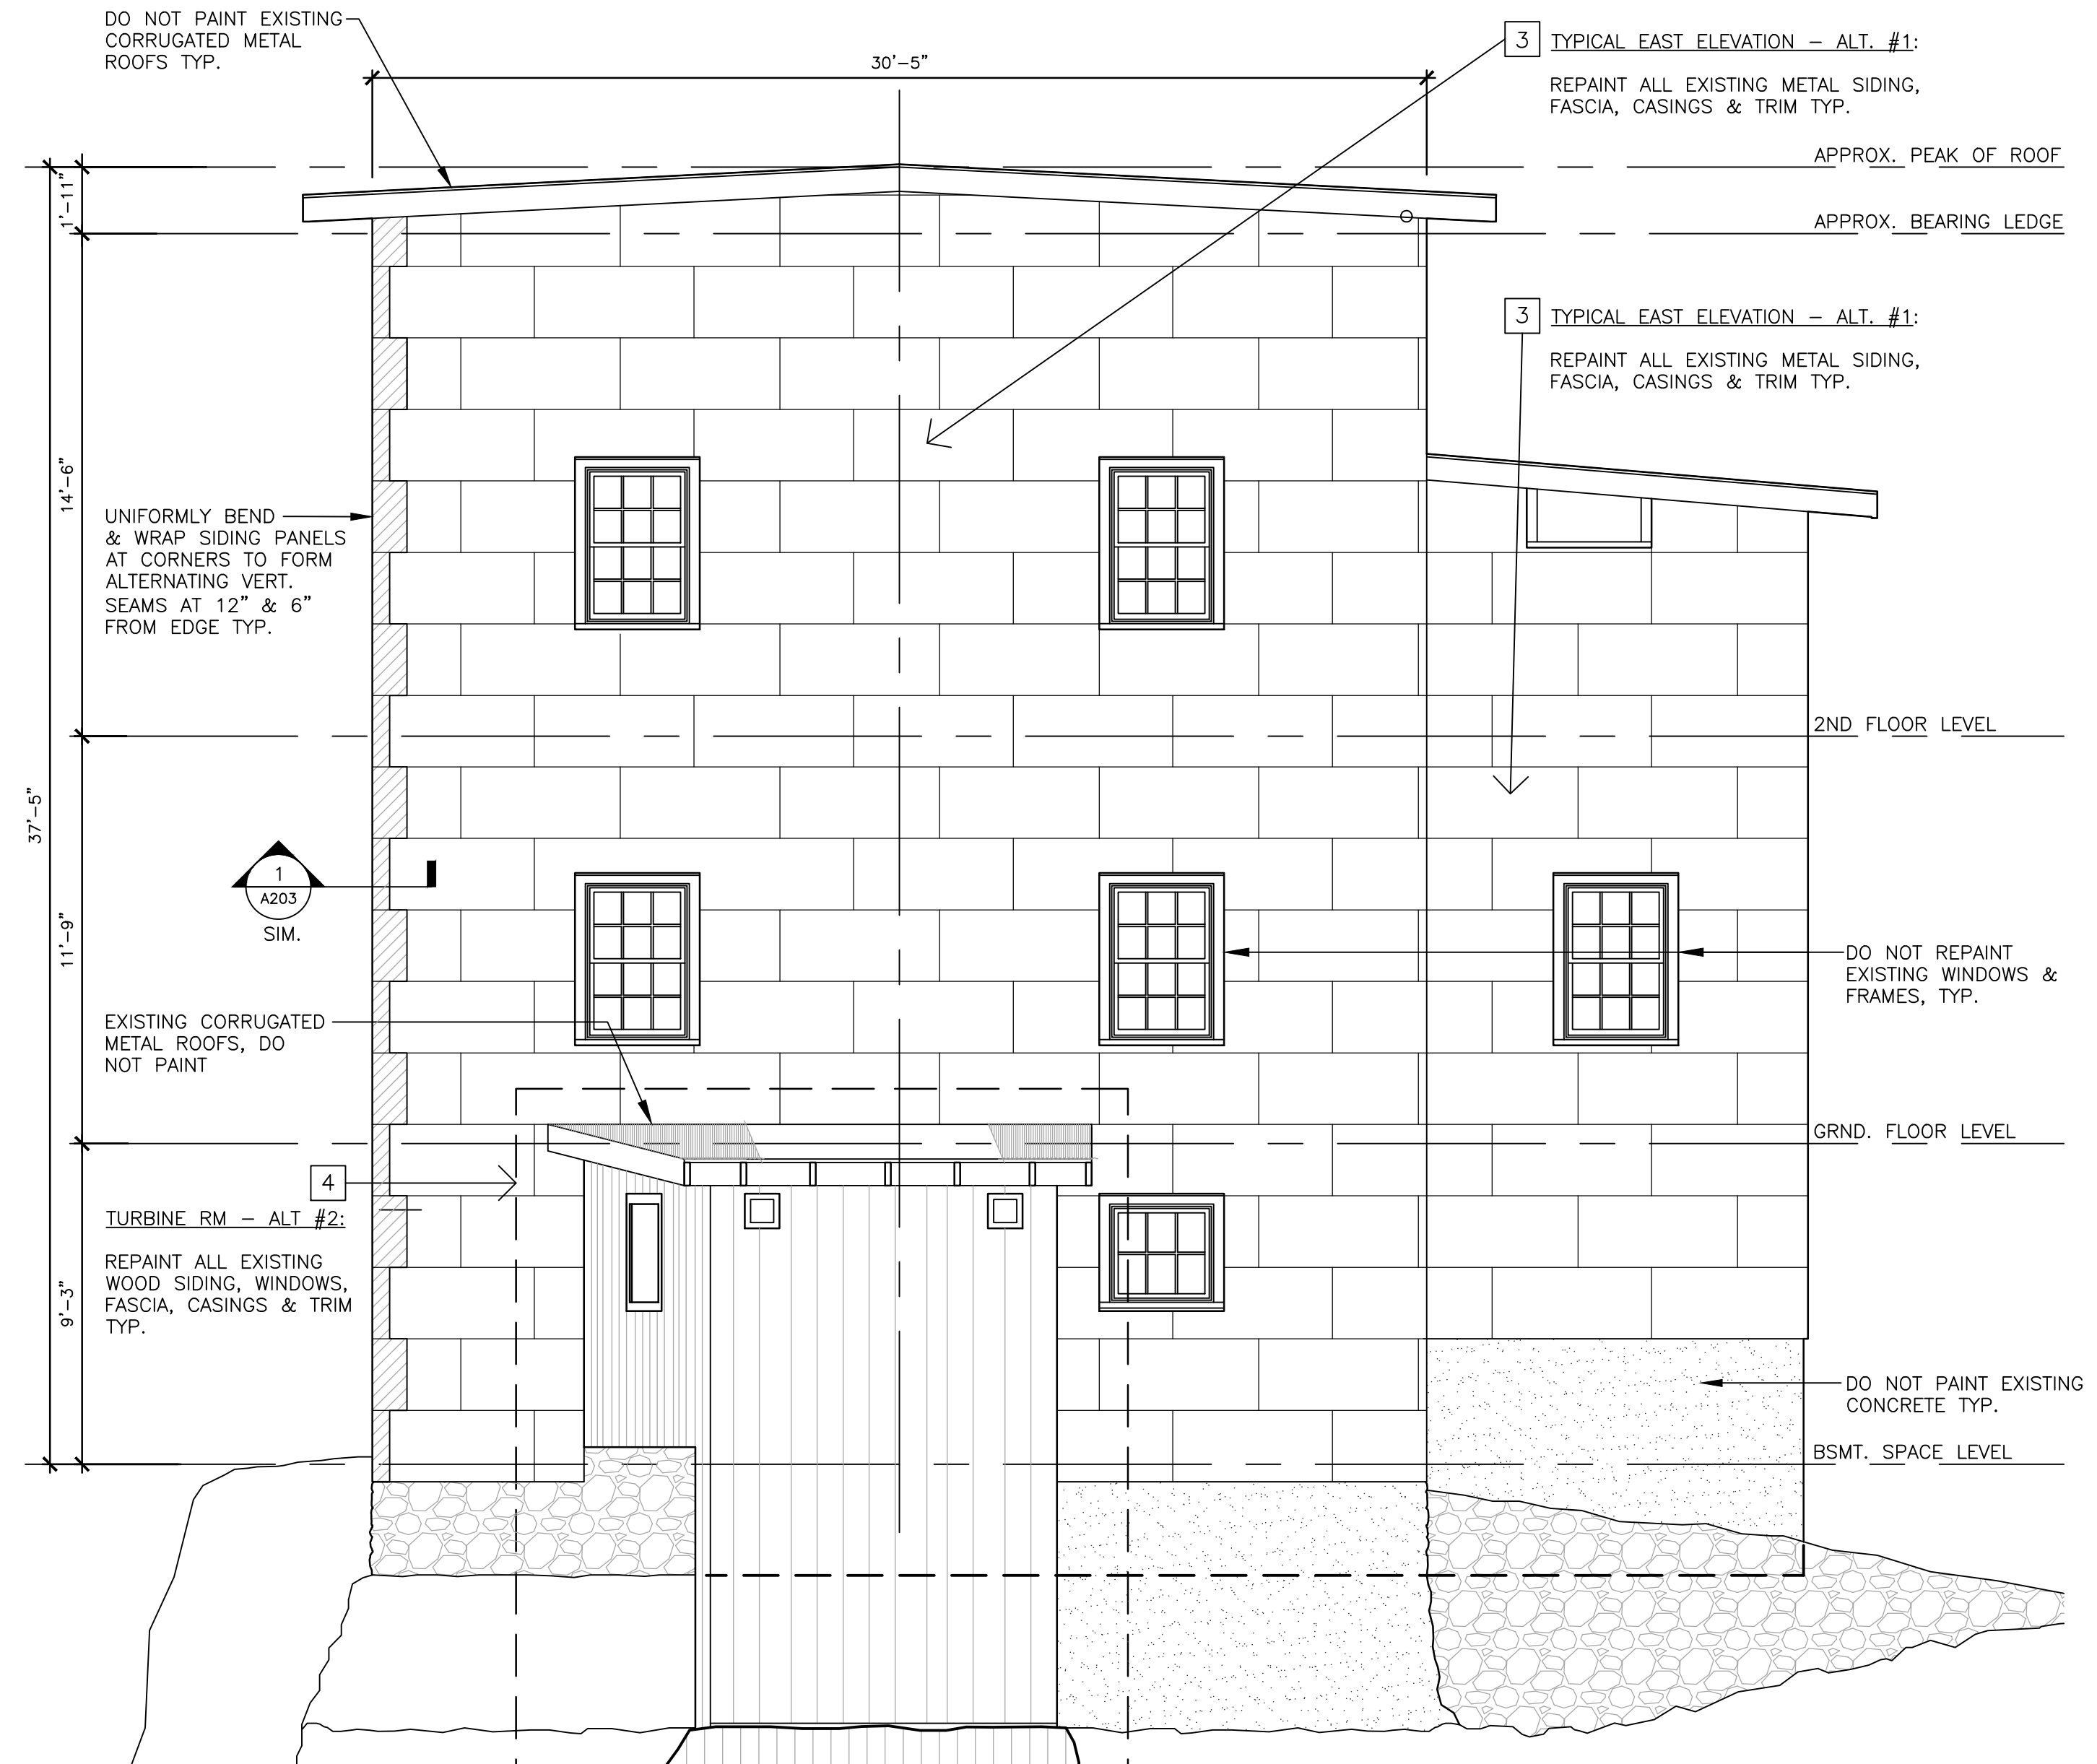 DO NOT PAINT EXISTING
CORRUGATED METAL
ROOFS TYP.
30'-5"
3
TYPICAL EAST ELEVATION - ALT. #1:
REPAINT ALL EXISTING METAL SIDING,
FASCIA, CASINGS & TRIM TYP.
APPROX. PEAK OF ROOF
1'-11"
APPROX. BEARING LEDGE
3
TYPICAL EAST ELEVATION - ALT. #1:
REPAINT ALL EXISTING METAL SIDING,
FASCIA, CASINGS & TRIM TYP.
14'-6"
UNIFORMLY BEND
& WRAP SIDING PANELS
AT CORNERS TO FORM
ALTERNATING VERT.
SEAMS AT 12" & 6"
FROM EDGE TYP.
2ND FLOOR LEVEL
37'-5"
1
A203
SIM.
11'-9"
DO NOT REPAINT
EXISTING WINDOWS &
FRAMES, TYP.
EXISTING CORRUGATED
METAL ROOFS, DO
NOT PAINT
GRND. FLOOR LEVEL
4
TURBINE RM - ALT #2:
REPAINT ALL EXISTING
WOOD SIDING, WINDOWS,
FASCIA, CASINGS & TRIM
TYP.
9'-3"
DO NOT PAINT EXISTING
CONCRETE TYP.
BSMT. SPACE LEVEL